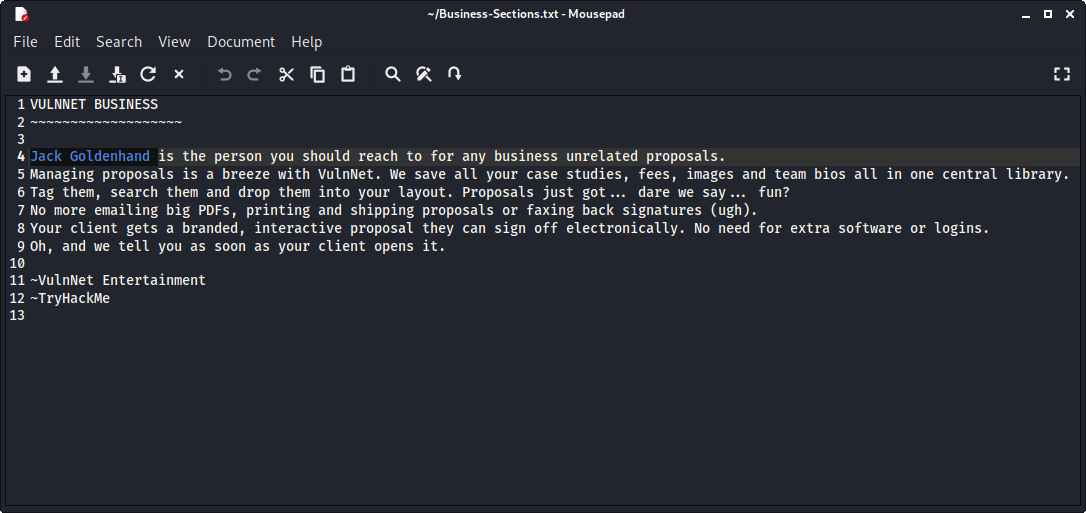 ~/Business-Sections.txt - Mousepad
File Edit Search View Document Help
1 VULNNET BUSINESS
2 ~~~~~~~~~~~~~~~~~~~
3
4 Jack Goldenhand is the person you should reach to for any business unrelated proposals.
5 Managing proposals is a breeze with VulnNet. We save all your case studies, fees, images and team bios all in one central library.
6 Tag them, search them and drop them into your layout. Proposals just got... dare we say... fun?
7 No more emailing big PDFs, printing and shipping proposals or faxing back signatures (ugh).
8 Your client gets a branded, interactive proposal they can sign off electronically. No need for extra software or logins.
9 Oh, and we tell you as soon as your client opens it.
10
11 ~VulnNet Entertainment
12 ~TryHackMe
13